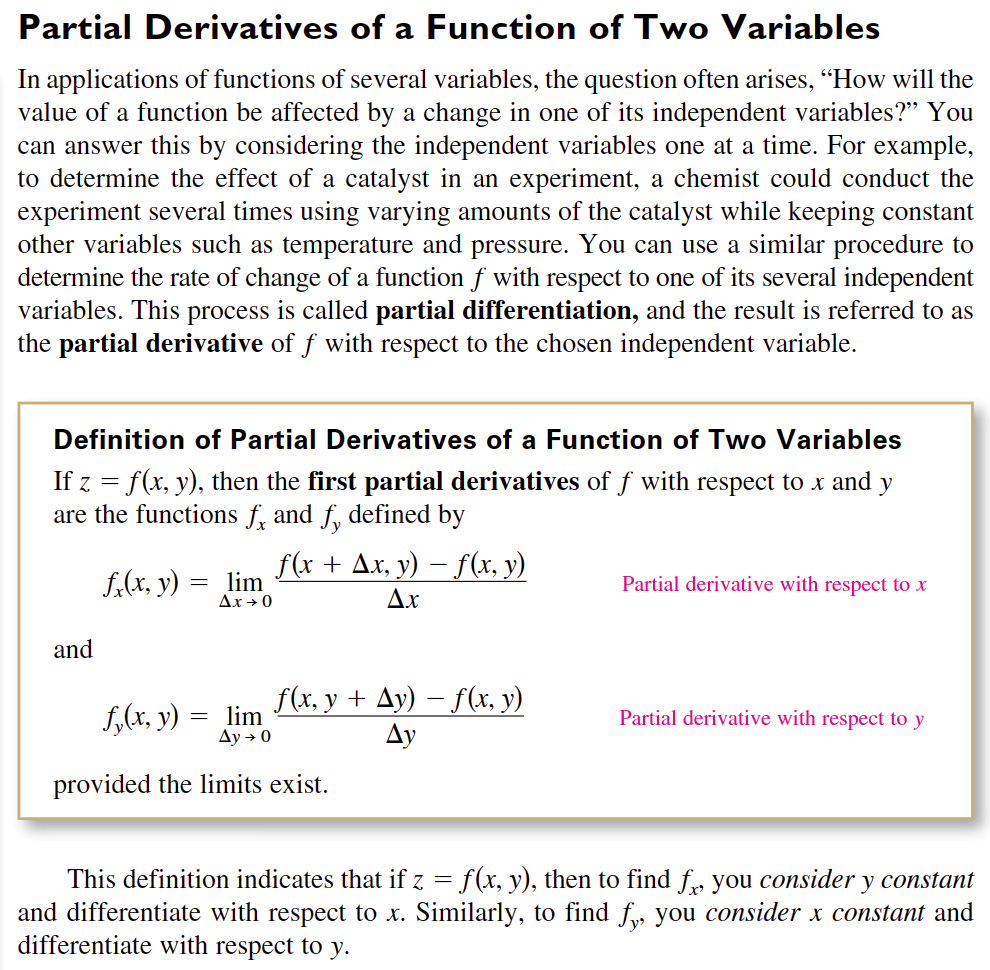 Partial Derivatives of a Function of Two Variables
In applications of functions of several variables, the question often arises, “How will the
value of a function be affected by a change in one of its independent variables?” You
can answer this by considering the independent variables one at a time. For example,
to determine the effect of a catalyst in an experiment, a chemist could conduct the
experiment several times using varying amounts of the catalyst while keeping constant
other variables such as temperature and pressure. You can use a similar procedure to
determine the rate of change of a function f with respect to one of its several independent
variables. This process is called partial differentiation, and the result is referred to as
the partial derivative of f with respect to the chosen independent variable.
Definition of Partial Derivatives of a Function of Two Variables
If z = f(x, y), then the first partial derivatives of f with respect to x and y
are the functions f_x and f_y defined by
f_x(x, y) = lim_{Δx→0} \frac{f(x + Δx, y) − f(x, y)}{Δx} Partial derivative with respect to x
and
f_y(x, y) = lim_{Δy→0} \frac{f(x, y + Δy) − f(x, y)}{Δy} Partial derivative with respect to y
provided the limits exist.
This definition indicates that if z = f(x, y), then to find f_x, you consider y constant
and differentiate with respect to x. Similarly, to find f_y, you consider x constant and
differentiate with respect to y.